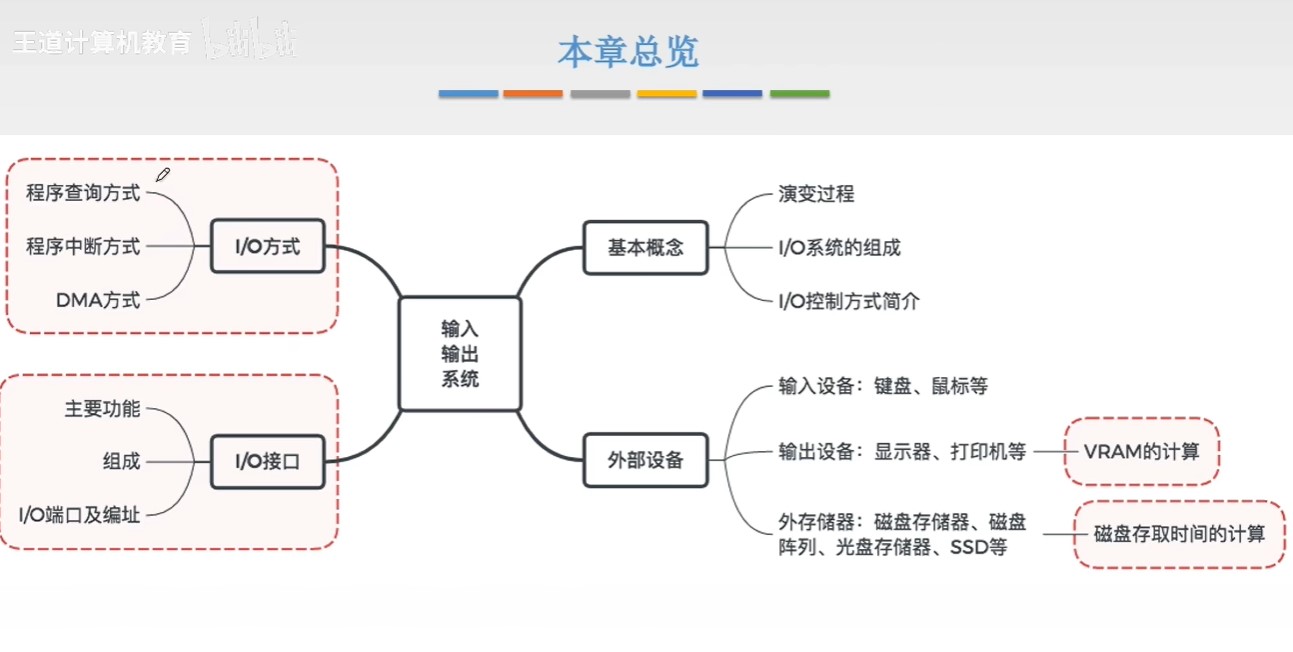 王道计算机教育 bilibili
本章总览
程序查询方式
程序中断方式
DMA方式
I/O方式
主要功能
组成
I/O端口及编址
I/O接口
输入
输出
系统
基本概念
演变过程
I/O系统的组成
I/O控制方式简介
外部设备
输入设备：键盘、鼠标等
输出设备：显示器、打印机等
VRAM的计算
外存储器：磁盘存储器、磁盘
阵列、光盘存储器、SSD等
磁盘存取时间的计算